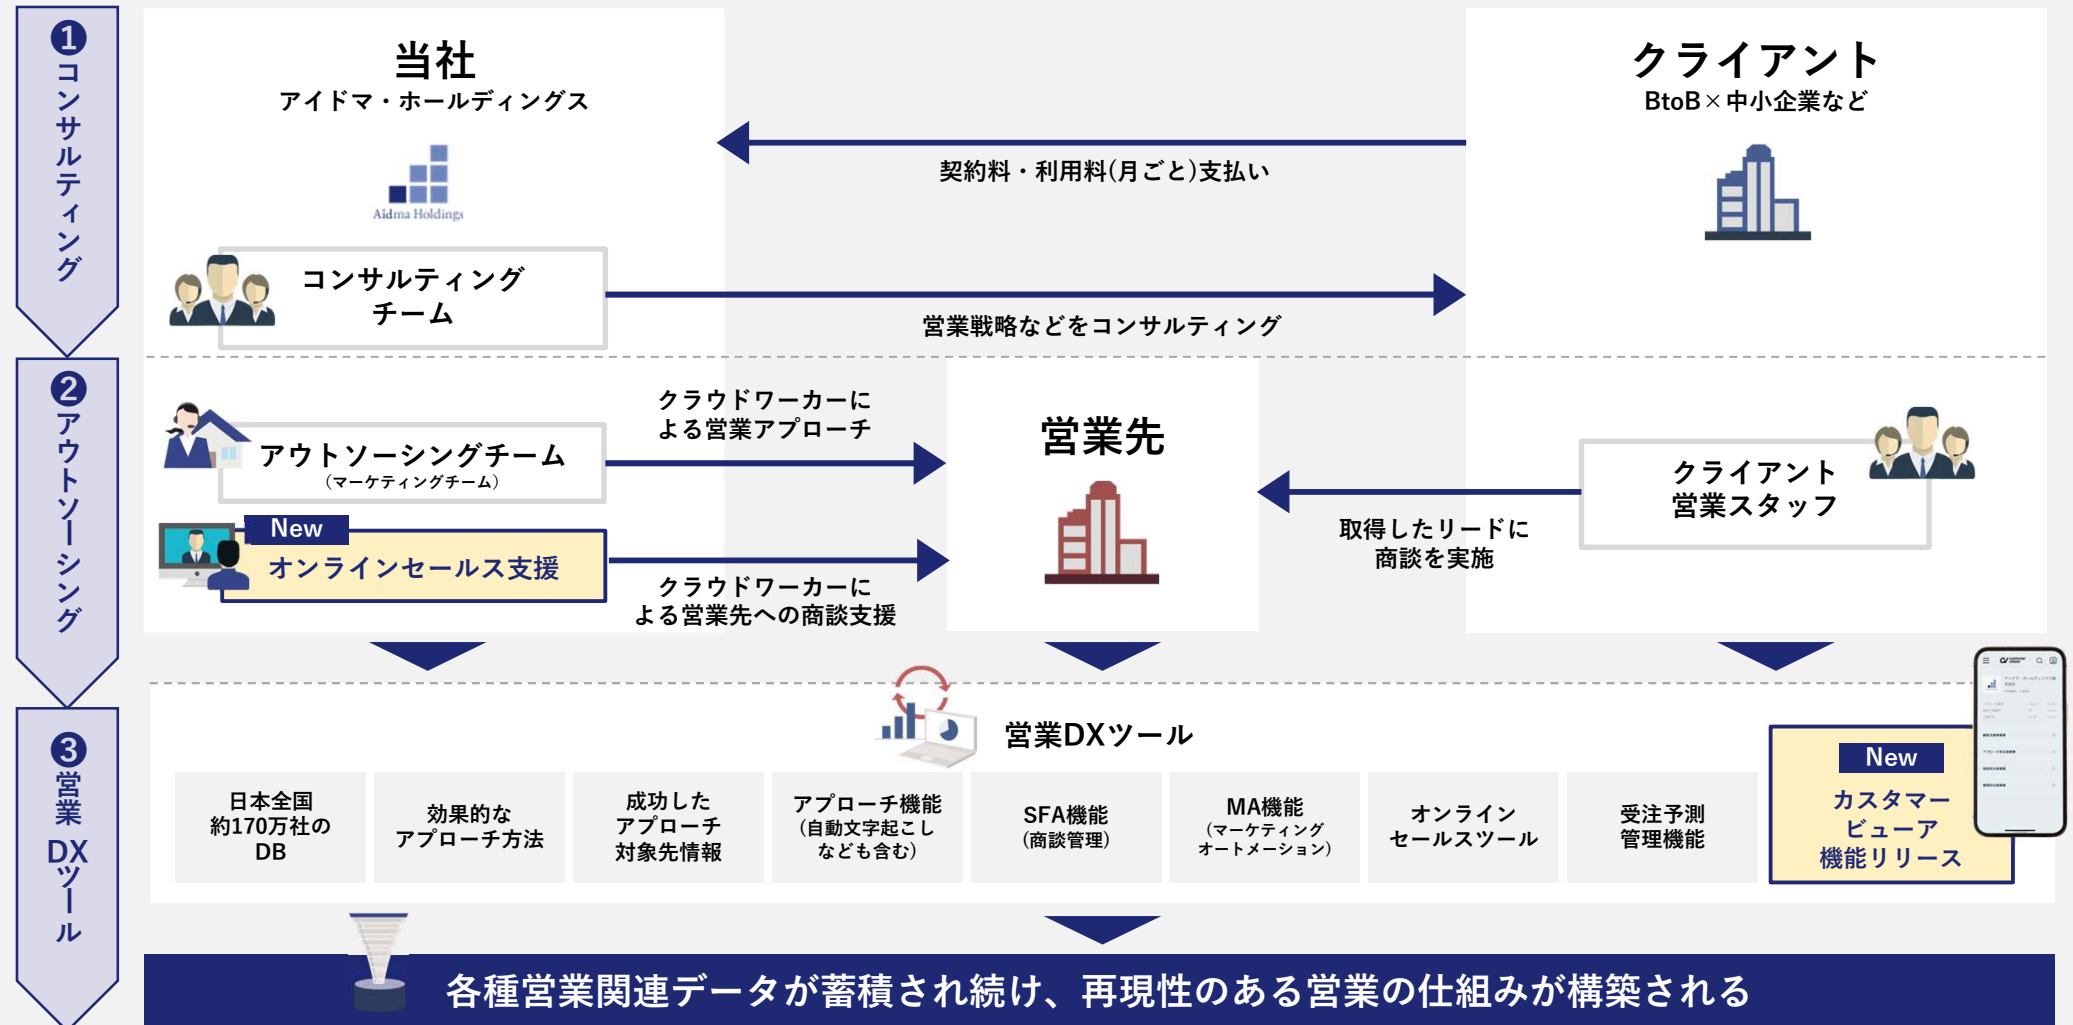 ❶コンサルティング
当社
アイドマ・ホールディングス
Aidma Holdings
クライアント
BtoB×中小企業など
契約料・利用料(月ごと)支払い
コンサルティング
チーム
営業戦略などをコンサルティング
❷アウトソーシング
アウトソーシングチーム
（マーケティングチーム）
クラウドワーカーに
よる営業アプローチ
New
オンラインセールス支援
クラウドワーカーに
よる営業先への商談支援
営業先
クライアント
営業スタッフ
取得したリードに
商談を実施
❸営業DXツール
営業DXツール
日本全国
約170万社の
DB
効果的な
アプローチ方法
成功した
アプローチ
対象先情報
アプローチ機能
(自動文字起こし
なども含む)
SFA機能
(商談管理)
MA機能
(マーケティング
オートメーション)
オンライン
セールスツール
受注予測
管理機能
New
カスタマー
ビューア
機能リリース
各種営業関連データが蓄積され続け、再現性のある営業の仕組みが構築される